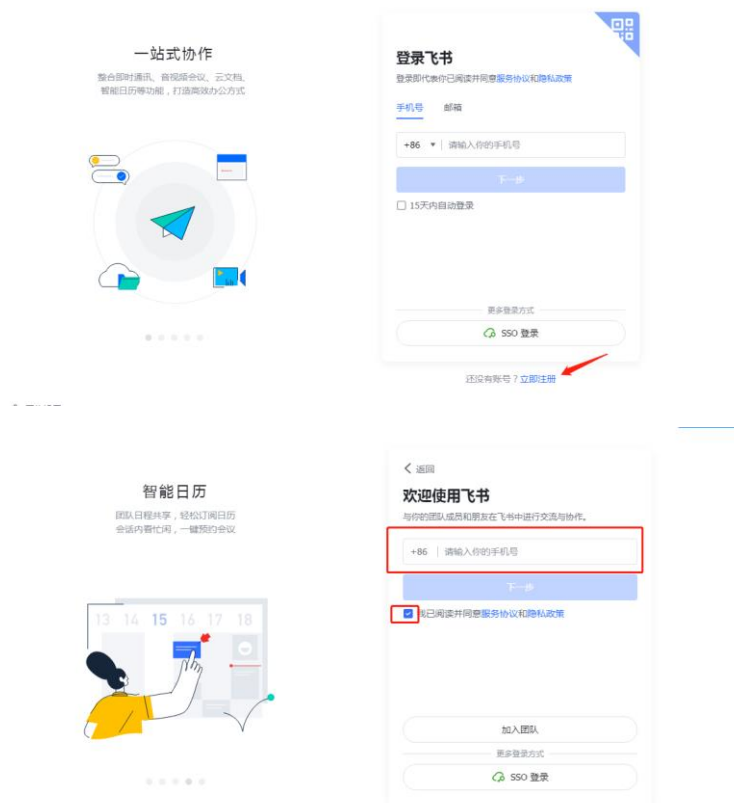 一站式协作
整合即时通讯、音视频会议、云文档、
智能日历等功能，打造高效办公方式
登录飞书
登录即代表你已阅读并同意服务协议和隐私政策
手机号 邮箱
+86 请输入你的手机号
下一步
15天内自动登录
更多登录方式
SSO 登录
还没有账号？立即注册
智能日历
团队日程共享，轻松订阅日历
会话内看忙闲，一键预约会议
13 14 15 16 17 18
返回
欢迎使用飞书
与你的团队成员和朋友在飞书中进行交流与协作。
+86 请输入你的手机号
下一步
我已阅读并同意服务协议和隐私政策
加入团队
更多登录方式
SSO 登录